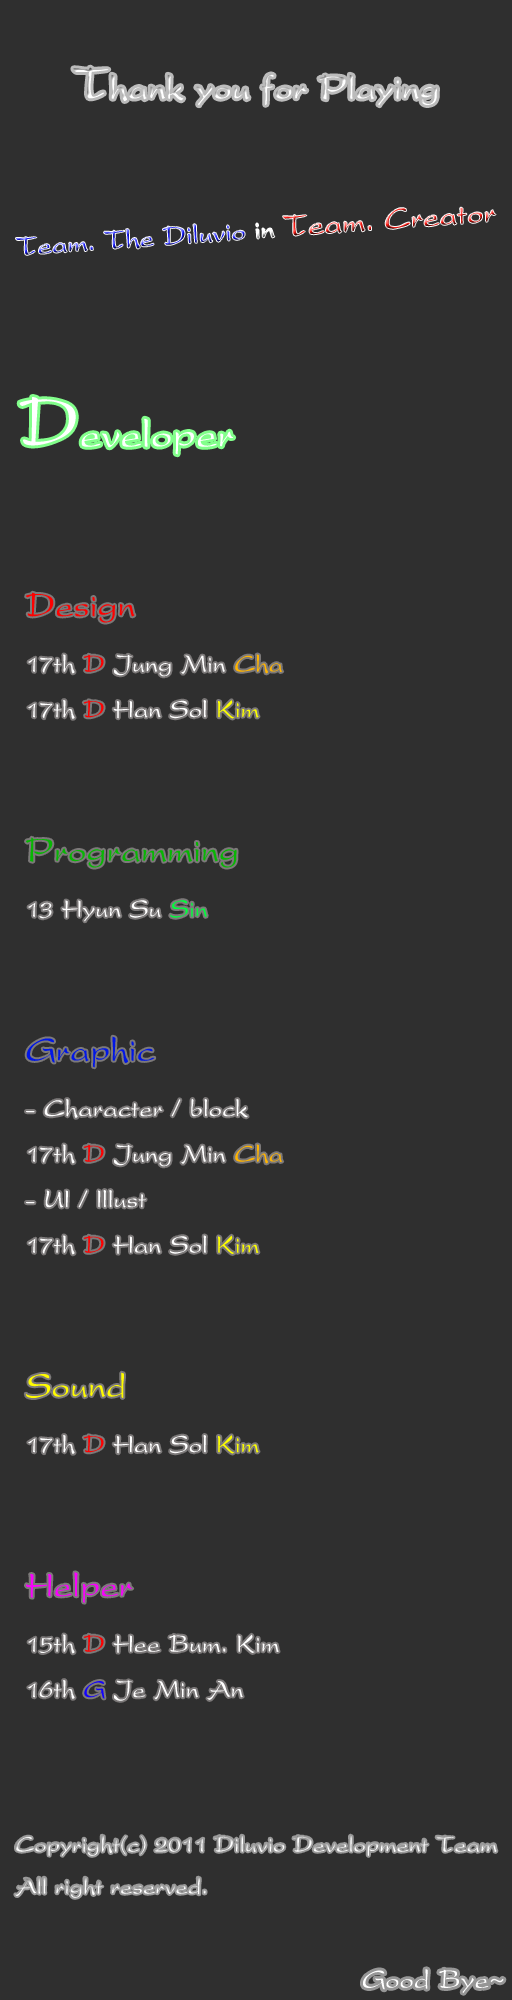 Thank you for Playing
Team. The Diluvio in Team. Creator
Developer
Design
17th D Jung Min Cha
17th D Han Sol Kim
Programming
13 Hyun Su Sin
Graphic
- Character / block
17th D Jung Min Cha
- UI / Illust
17th D Han Sol Kim
Sound
17th D Han Sol Kim
Helper
15th D Hee Bum. Kim
16th G Je Min An
Copyright(c) 2011 Diluvio Development Team
All right reserved.
Good Bye~